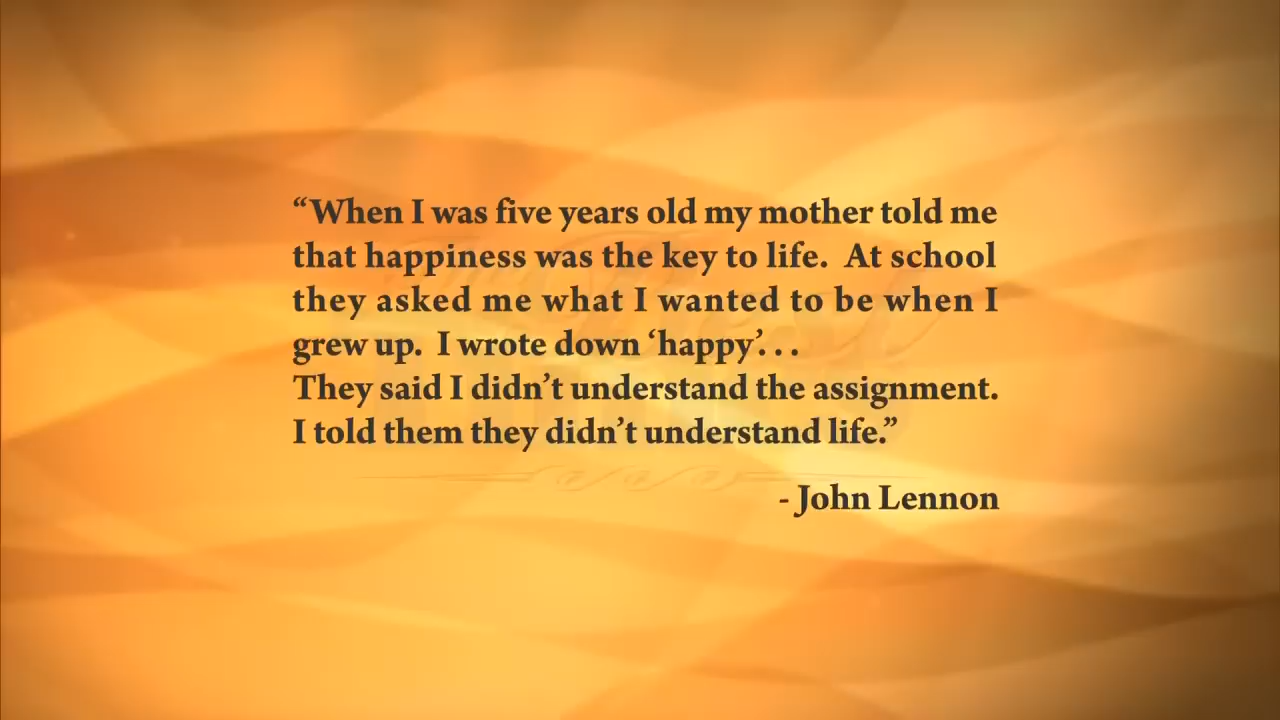 “When I was five years old my mother told me
that happiness was the key to life.  At school
they asked me what I wanted to be when I
grew up.  I wrote down ‘happy’. . .
They said I didn’t understand the assignment.
I told them they didn’t understand life.”
- John Lennon